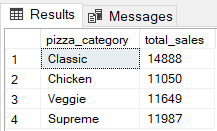 Results Messages
pizza_category total_sales
1 Classic 14888
2 Chicken 11050
3 Veggie 11649
4 Supreme 11987